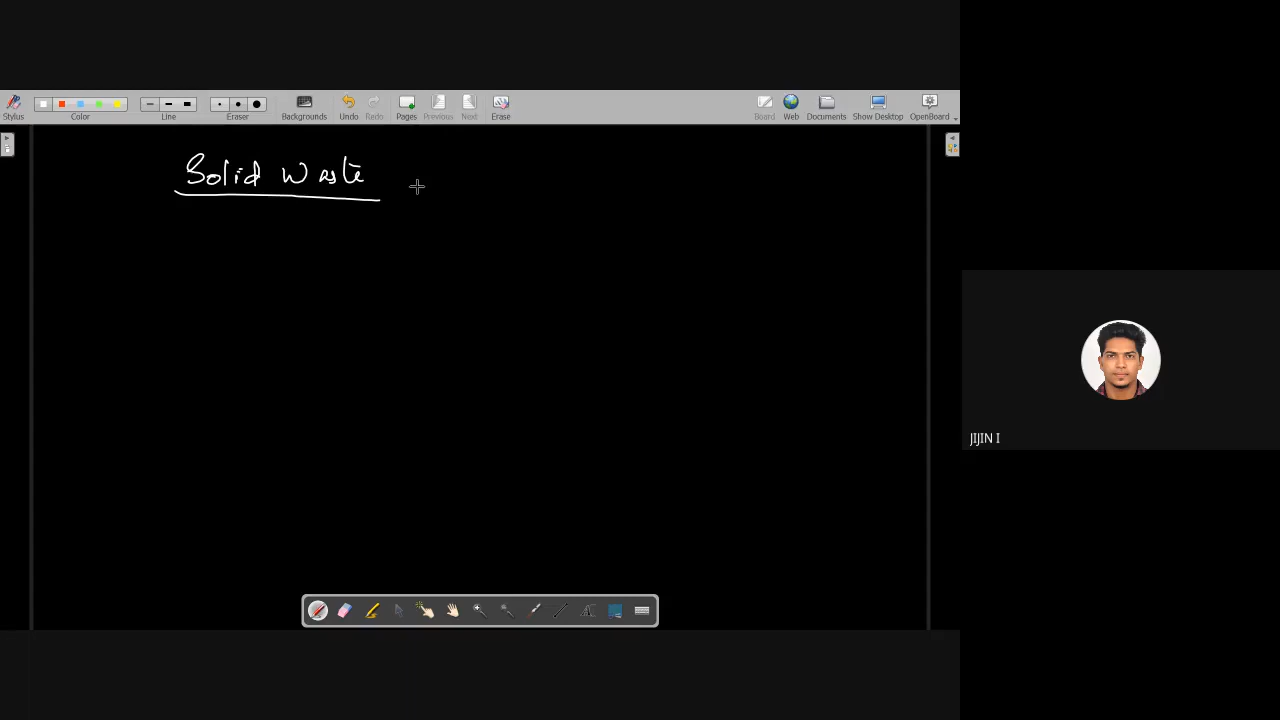 Stylus Color Line Eraser Backgrounds Undo Redo Pages Previous Next Erase Board Web Documents Show Desktop OpenBoard
Solid Waste
JIJIN I